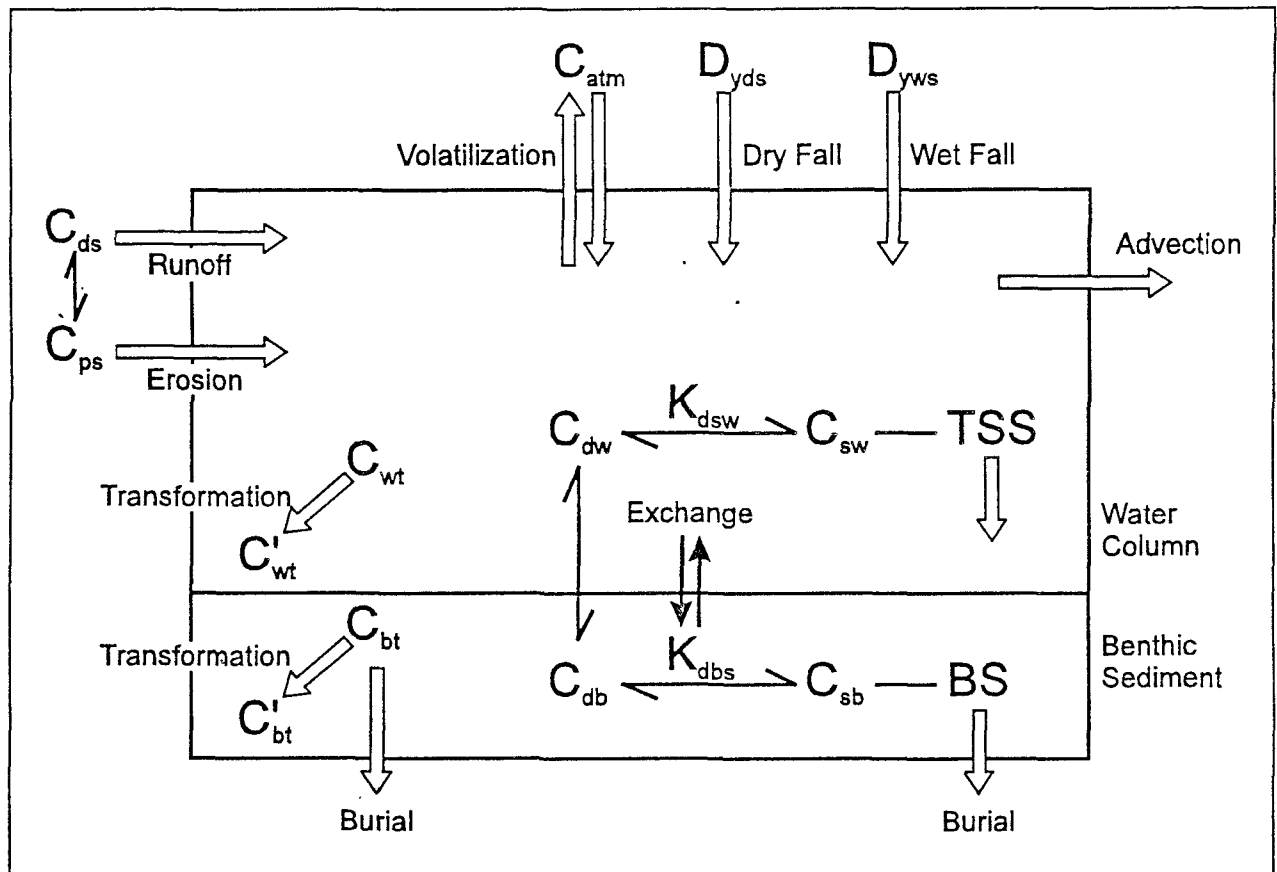 C_atm D_yds D_yws
Volatilization Dry Fall Wet Fall
C_ds
Runoff
Advection
C_ps
Erosion
C_dw K_dsw C_sw TSS
C_wt
Transformation
C'_wt
Exchange
Water
Column
C_bt
Transformation
C'_bt
C_db K_dbs C_sb BS
Benthic
Sediment
Burial Burial